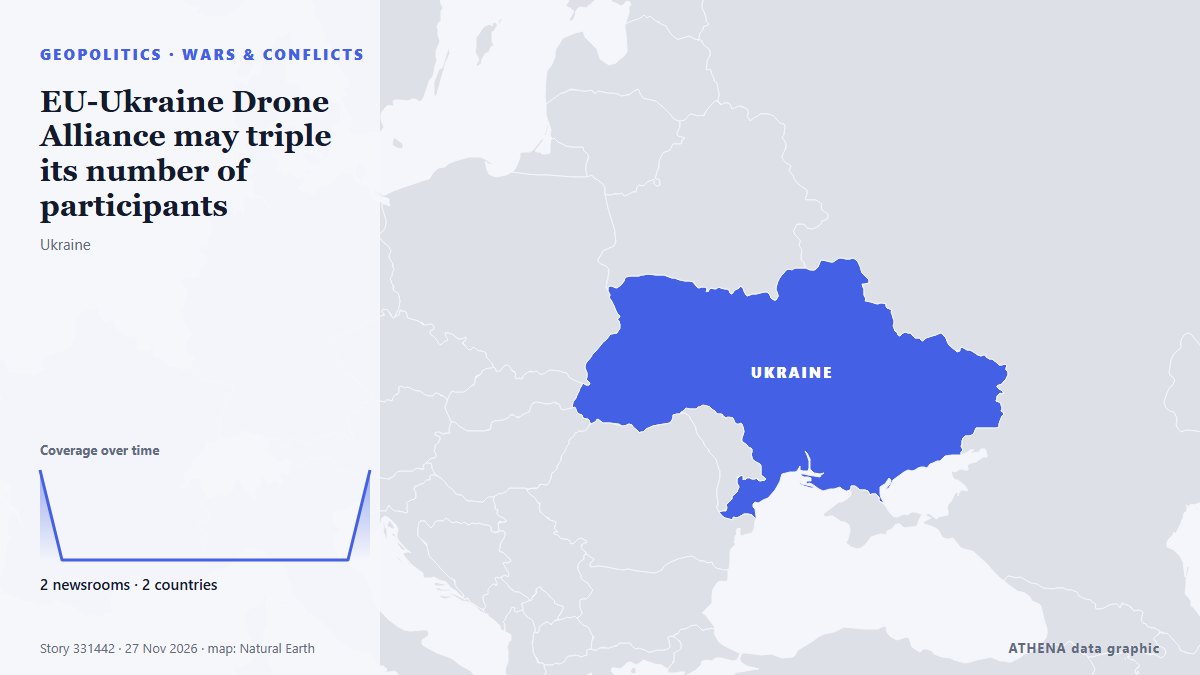 GEOPOLITICS · WARS & CONFLICTS
EU-Ukraine Drone
Alliance may triple
its number of
participants
Ukraine
UKRAINE
Coverage over time
2 newsrooms · 2 countries
Story 331442 · 27 Nov 2026 · map: Natural Earth
ATHENA data graphic